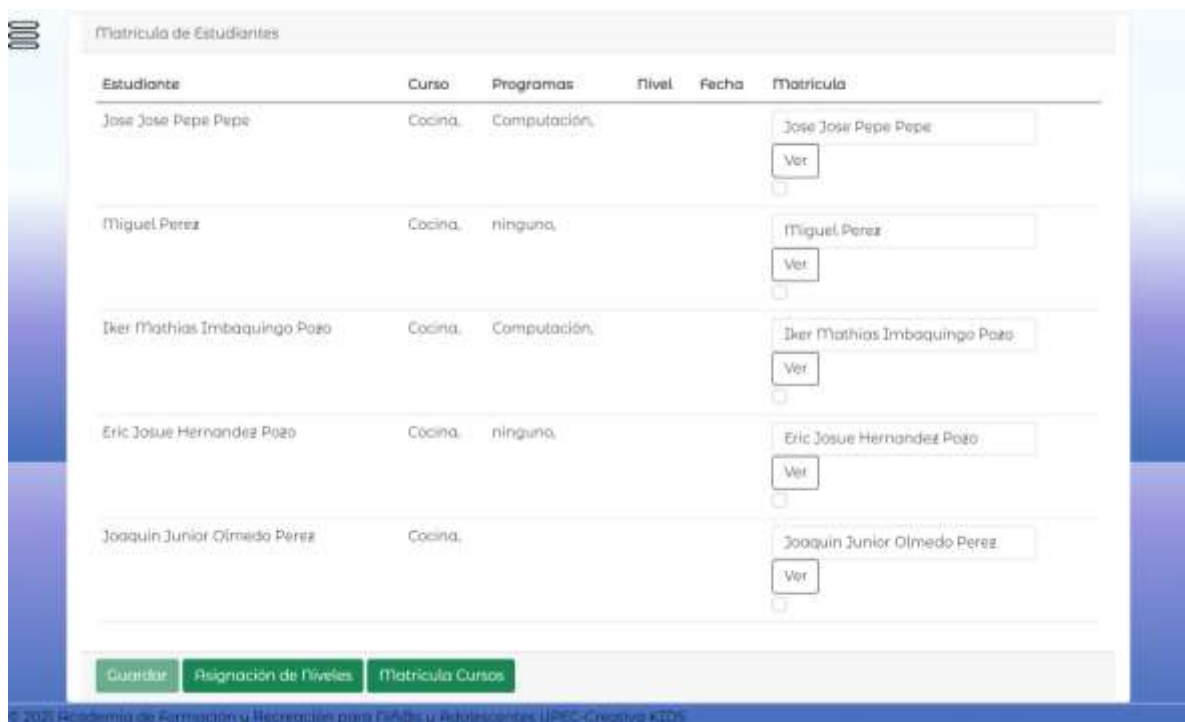 Matricula de Estudiantes
Estudiante Curso Programas Nivel Fecha Matricula
Jose Jose Pepe Pepe Cocina, Computación, Jose Jose Pepe Pepe
Ver
Miguel Perez Cocina, ninguno, Miguel Perez
Ver
Iker Mathias Imbaquingo Pozo Cocina, Computación, Iker Mathias Imbaquingo Pozo
Ver
Eric Josue Hernandez Pozo Cocina, ninguno, Eric Josue Hernandez Pozo
Ver
Joaquin Junior Olmedo Perez Cocina, Joaquin Junior Olmedo Perez
Ver
Guardar Asignación de Niveles Matricula Cursos
© 2021 Academia de Formación y Recreación para Niñ@s y Adolescentes UPEC-Creativa KIDS